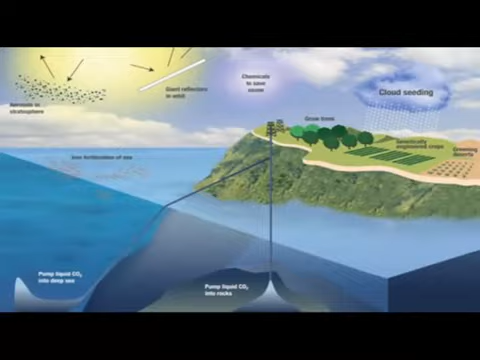 Chemicals
to save
ozone
Giant reflectors
in orbit
Cloud seeding
Aerosols in
stratosphere
Grow trees
Genetically
engineered crops
Greening
deserts
Iron fertilization of sea
Pump liquid CO₂
into deep sea
Pump liquid CO₂
into rocks